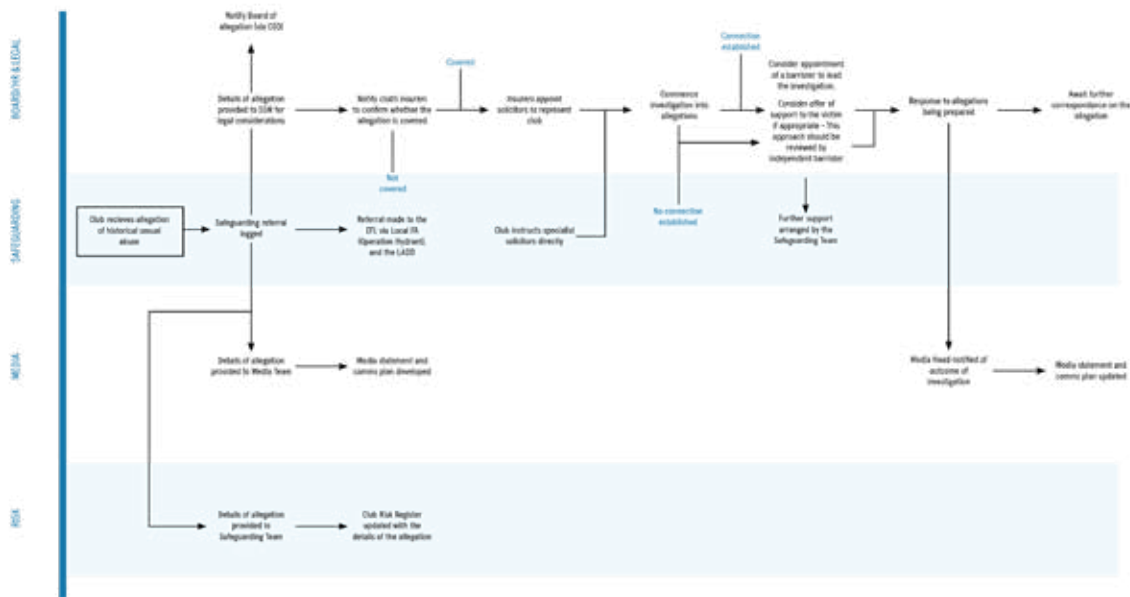 BOARD/HR & LEGAL
Notify Board of
allegation (via COO)
Details of allegation
provided to for
legal considerations
Notify club's insurers
to confirm whether the
allegation is covered
Covered
Not
covered
Insurers appoint
solicitors to represent
club
Commence
investigation into
allegations
Connection
established
No connection
established
Consider appointment
of a barrister to lead
the investigation.
Consider offer of
support to the victim
if appropriate – This
approach should be
reviewed by
independent barrister
Response to allegations
being prepared
Await further
correspondence on the
allegation
SAFEGUARDING
Club recieves allegation
of historical sexual
abuse
Safeguarding referral
logged
Referral made to the
EFL via Local FA
(Operation Hydrant),
and the LADO
Club instructs specialist
solicitors directly
Further support
arranged by the
Safeguarding Team
MEDIA
Details of allegation
provided to Media Team
Media statement and
comms plan developed
Media Head notified of
outcome of
investigation
Media statement and
comms plan updated
RISK
Details of allegation
provided to
Safeguarding Team
Club Risk Register
updated with the
details of the allegation